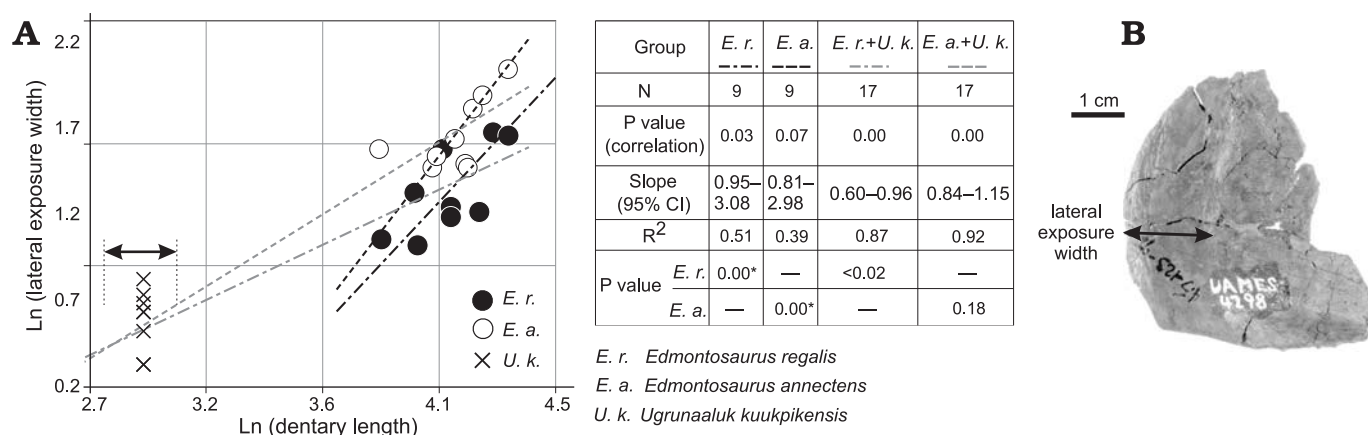 A
2.2
1.7
1.2
0.7
0.2
Ln (lateral exposure width)
2.7 3.2 3.6 4.1 4.5
Ln (dentary length)
E. r.
E. a.
U. k.
Group E. r. E. a. E. r.+U. k. E. a.+U. k.
N 9 9 17 17
P value
(correlation) 0.03 0.07 0.00 0.00
Slope
(95% CI) 0.95–3.08 0.81–2.98 0.60–0.96 0.84–1.15
R2 0.51 0.39 0.87 0.92
P value
E. r. 0.00* — <0.02 —
E. a. — 0.00* — 0.18
E. r. Edmontosaurus regalis
E. a. Edmontosaurus annectens
U. k. Ugrunaaluk kuukpikensis
B
1 cm
lateral
exposure
width
UAMES
4298